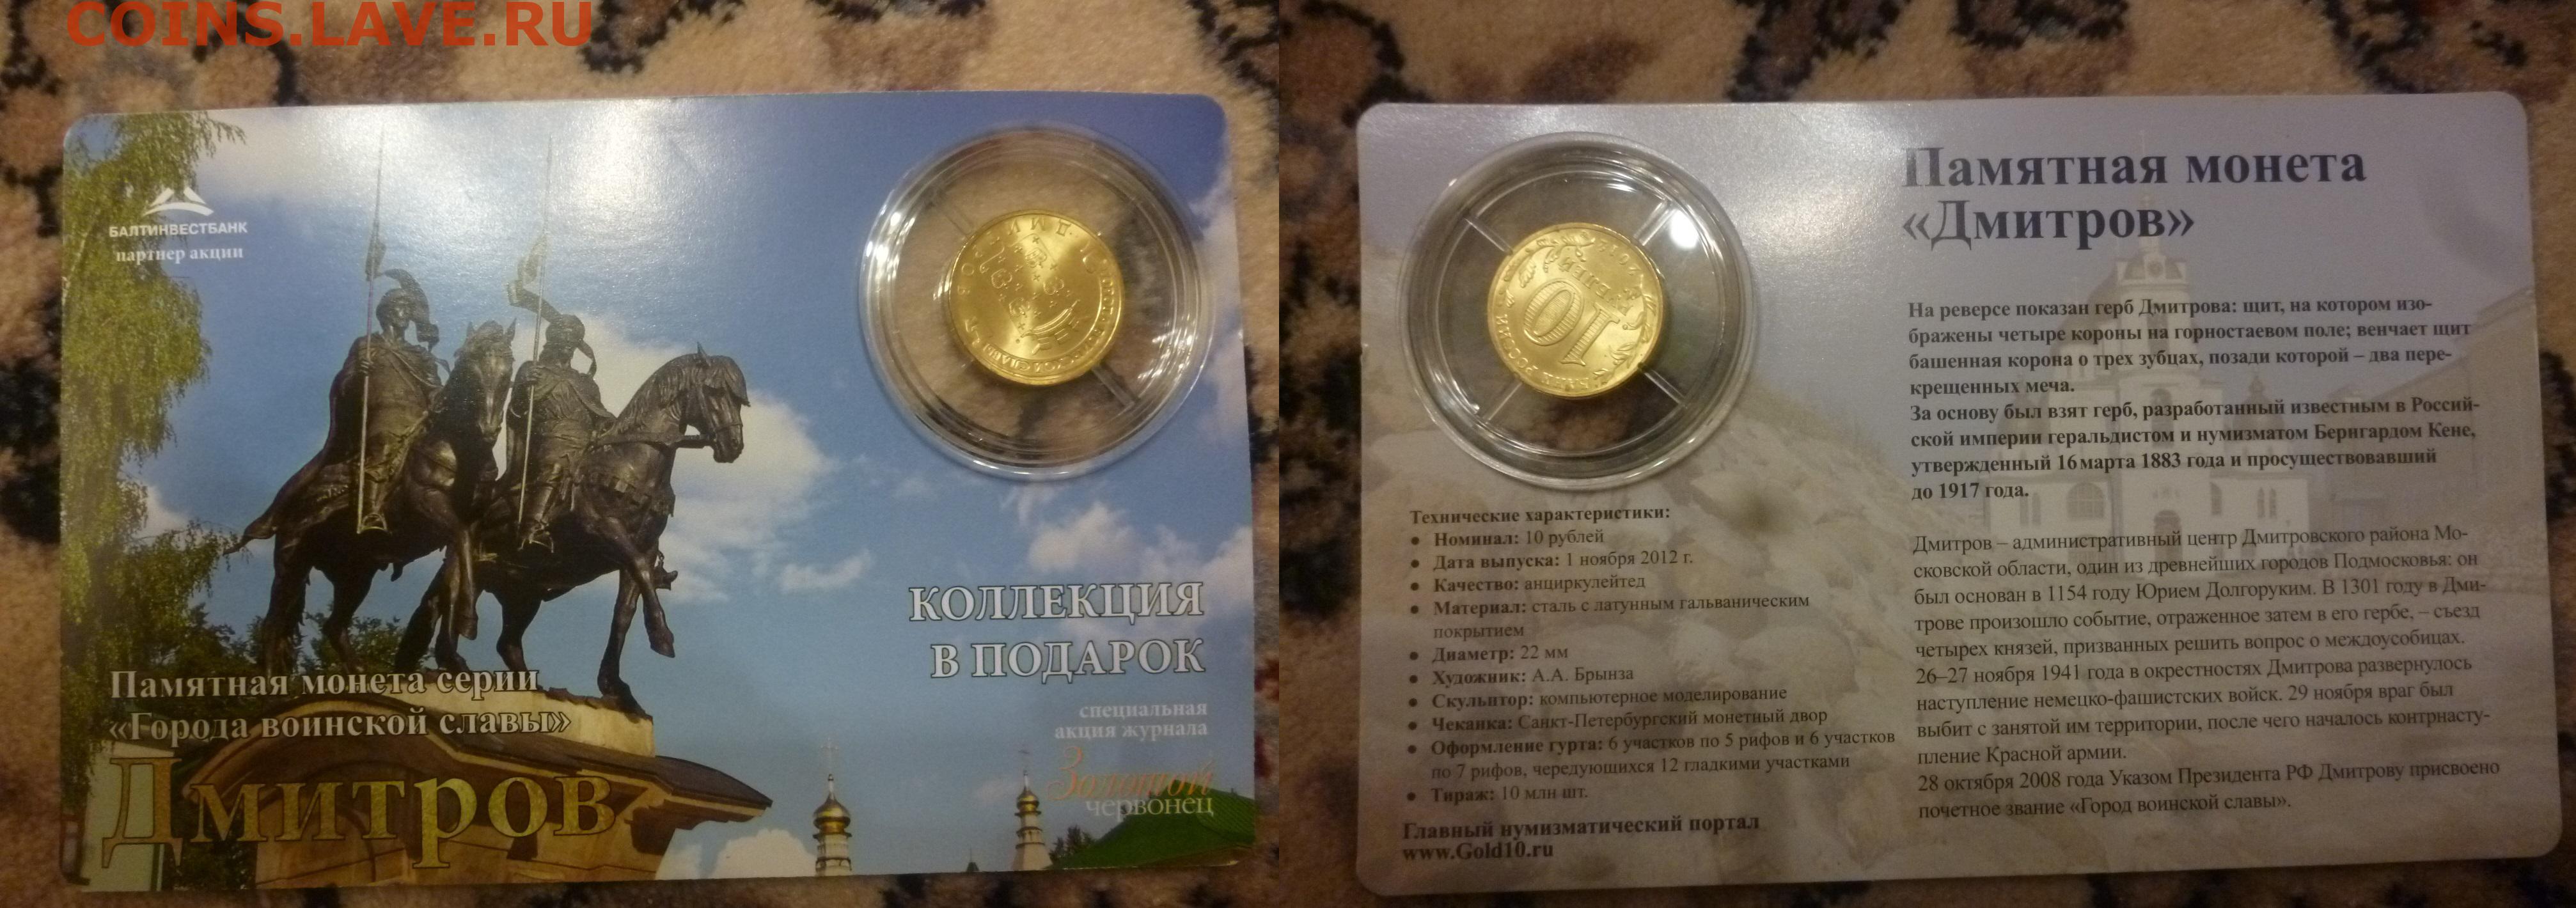 COINS.LAVE.RU
БАЛТИНВЕСТБАНК
партнер акции
КОЛЛЕКЦИЯ
В ПОДАРОК
Памятная монета серии
«Города воинской славы»
Дмитров
специальная
акция журнала
Золотой
червонец
10
Памятная монета
«Дмитров»
На реверсе показан герб Дмитрова: щит, на котором изо-
бражены четыре короны на горностаевом поле; венчает щит
башенная корона о трех зубцах, позади которой – два пере-
крещенных меча.
За основу был взят герб, разработанный известным в Россий-
ской империи геральдистом и нумизматом Беригардом Кене,
утвержденный 16 марта 1883 года и просуществовавший
до 1917 года.
Технические характеристики:
• Номинал: 10 рублей
• Дата выпуска: 1 ноября 2012 г.
• Качество: анциркулейтед
• Материал: сталь с латунным гальваническим
покрытием
• Диаметр: 22 мм
• Художник: А.А. Брынза
• Скульптор: компьютерное моделирование
• Чеканка: Санкт-Петербургский монетный двор
• Оформление гурта: 6 участков по 5 рифов и 6 участков
по 7 рифов, чередующихся 12 гладкими участками
• Тираж: 10 млн шт.
Главный нумизматический портал
www.Gold10.ru
Дмитров – административный центр Дмитровского района Мо-
сковской области, один из древнейших городов Подмосковья: он
был основан в 1154 году Юрием Долгоруким. В 1301 году в Дми-
трове произошло событие, отраженное затем в его гербе, – съезд
четырех князей, призванных решить вопрос о междоусобицах.
26–27 ноября 1941 года в окрестностях Дмитрова развернулось
наступление немецко-фашистских войск. 29 ноября враг был
выбит с занятой им территории, после чего началось контрнасту-
пление Красной армии.
28 октября 2008 года Указом Президента РФ Дмитрову присвоено
почетное звание «Город воинской славы».